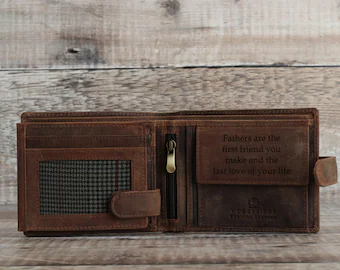 Fathers are the
first friend you
make and the
last love of your life